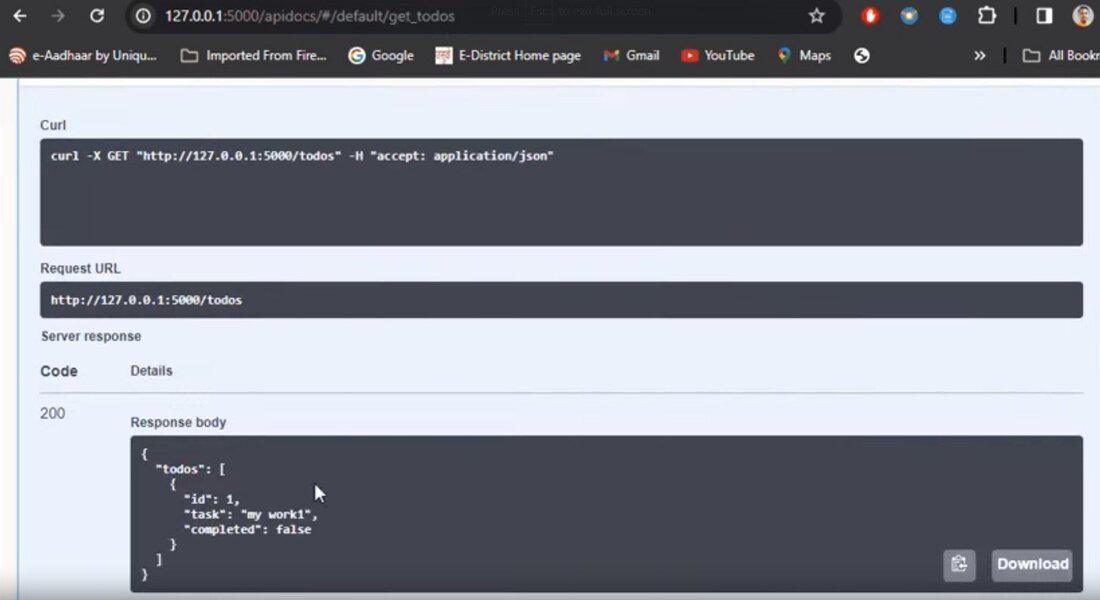 127.0.0.1:5000/apidocs/#/default/get_todos
Press Esc to exit full screen
e-Aadhaar by Uniqu... Imported From Fire... Google E-District Home page Gmail YouTube Maps » All Bookr
Curl
curl -X GET "http://127.0.0.1:5000/todos" -H "accept: application/json"
Request URL
http://127.0.0.1:5000/todos
Server response
Code Details
200
Response body
{
"todos": [
{
"id": 1,
"task": "my work1",
"completed": false
}
]
}
Download